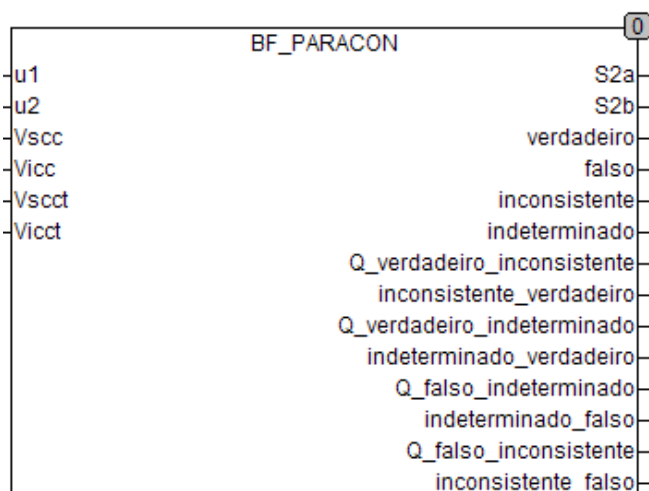 0
BF_PARACON
u1 S2a
u2 S2b
Vscc verdadeiro
Vicc falso
Vscct inconsistente
Vicct indeterminado
Q_verdadeiro_inconsistente
inconsistente_verdadeiro
Q_verdadeiro_indeterminado
indeterminado_verdadeiro
Q_falso_indeterminado
indeterminado_falso
Q_falso_inconsistente
inconsistente_falso